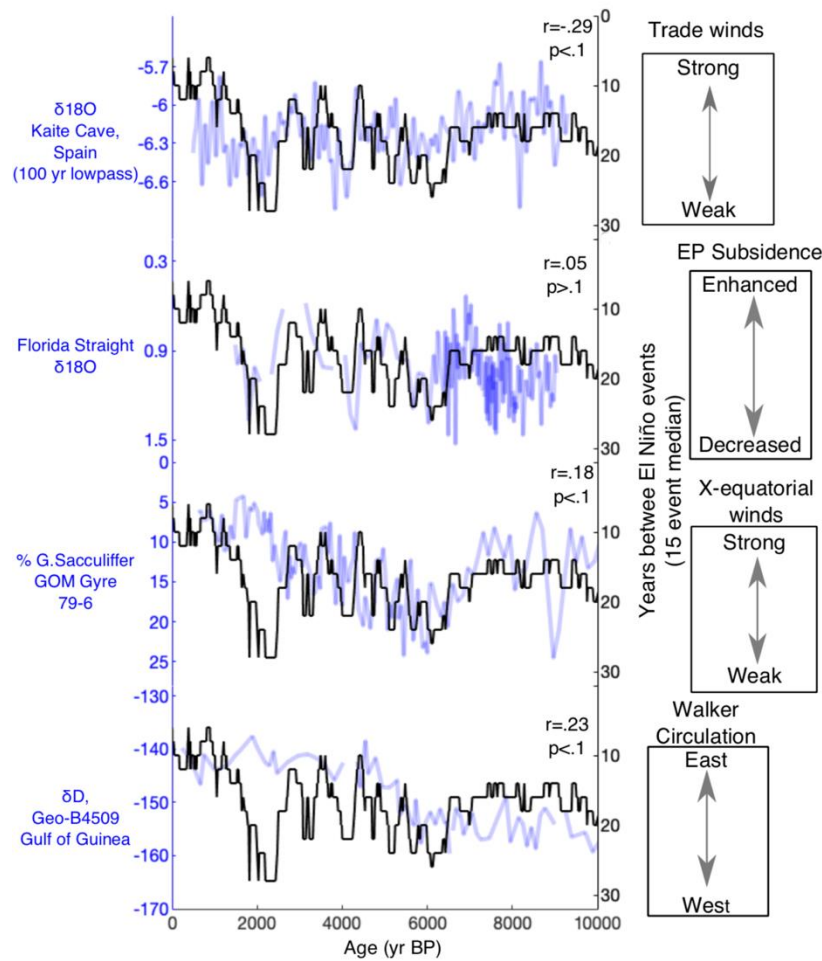 0
r=-.29
p<.1
-5.7
-6
-6.3
-6.6
δ18O
Kaite Cave,
Spain
(100 yr lowpass)
10
20
30
Trade winds
Strong
Weak
r=.05
p>.1
0.3
0.9
1.5
Florida Straight
δ18O
10
20
30
EP Subsidence
Enhanced
Decreased
Years betwee El Niño events
(15 event median)
r=.18
p<.1
0
5
10
15
20
25
% G.Sacculiffer
GOM Gyre
79-6
10
20
30
X-equatorial
winds
Strong
Weak
r=.23
p<.1
-130
-140
-150
-160
-170
δD,
Geo-B4509
Gulf of Guinea
10
20
30
Walker
Circulation
East
West
0
2000
4000
6000
8000
10000
Age (yr BP)